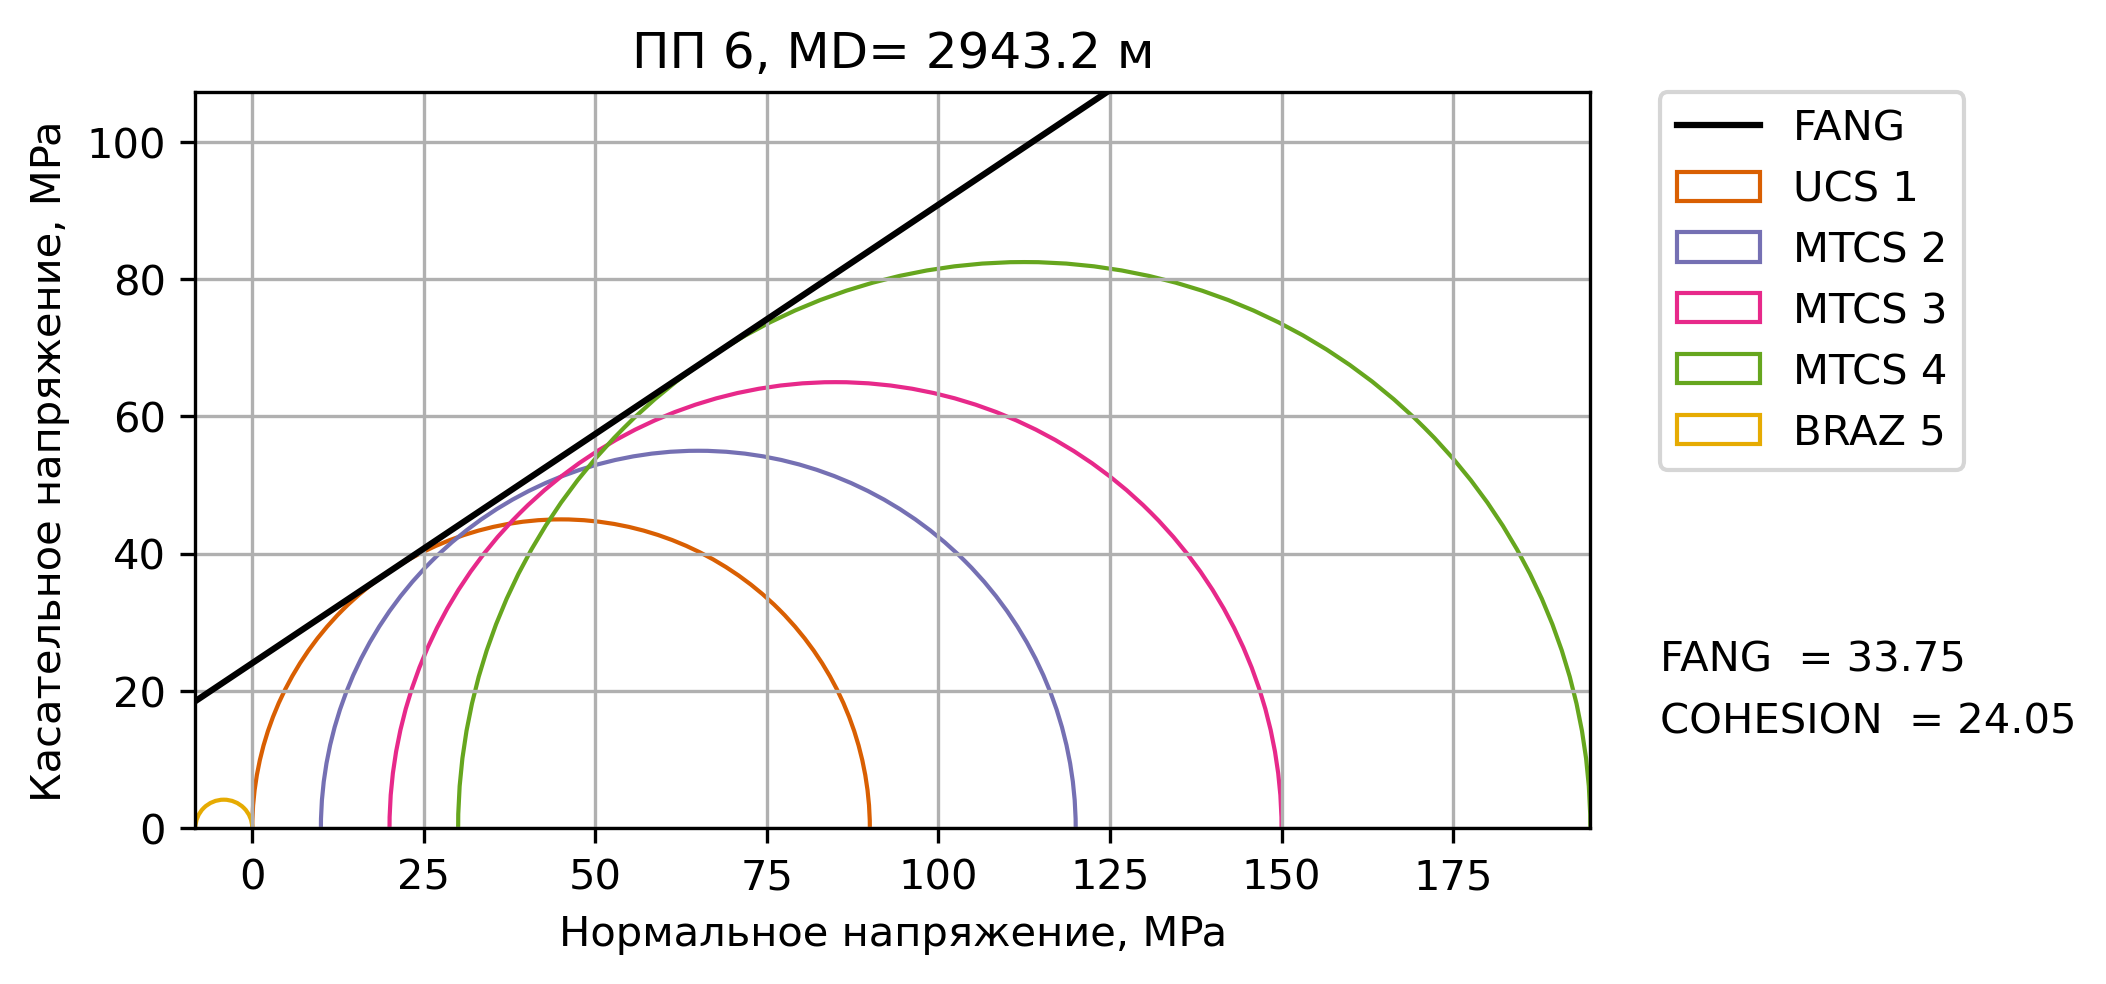 ПП 6, MD= 2943.2 м
Касательное напряжение, MPa
100
80
60
40
20
0
0 25 50 75 100 125 150 175
Нормальное напряжение, MPa
FANG
UCS 1
MTCS 2
MTCS 3
MTCS 4
BRAZ 5
FANG = 33.75
COHESION = 24.05